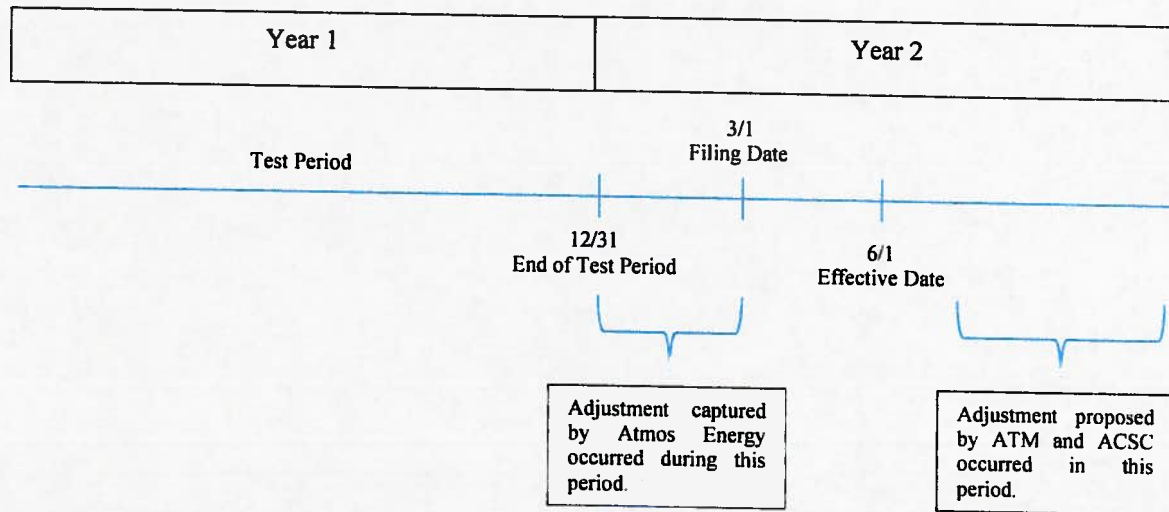 Year 1
Year 2
3/1
Filing Date
Test Period
12/31
End of Test Period
6/1
Effective Date
Adjustment captured
by Atmos Energy
occurred during this
period.
Adjustment proposed
by ATM and ACSC
occurred in this
period.